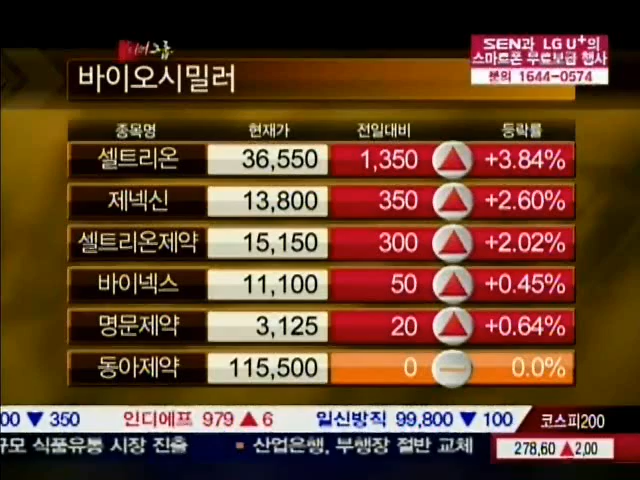 SEN과 LG U+의
스마트폰 무료보급 행사
문의 1644-0574
바이오시밀러
종목명 현재가 전일대비 등락률
셀트리온 36,550 1,350 ▲ +3.84%
제넥신 13,800 350 ▲ +2.60%
셀트리온제약 15,150 300 ▲ +2.02%
바이넥스 11,100 50 ▲ +0.45%
명문제약 3,125 20 ▲ +0.64%
동아제약 115,500 0 – 0.0%
00 ▼ 350 인디에프 979 ▲ 6 일신방직 99,800 ▼ 100 코스피200
규모 식품유통 시장 진출 ▪ 산업은행, 부행장 절반 교체 278,60 ▲2,00